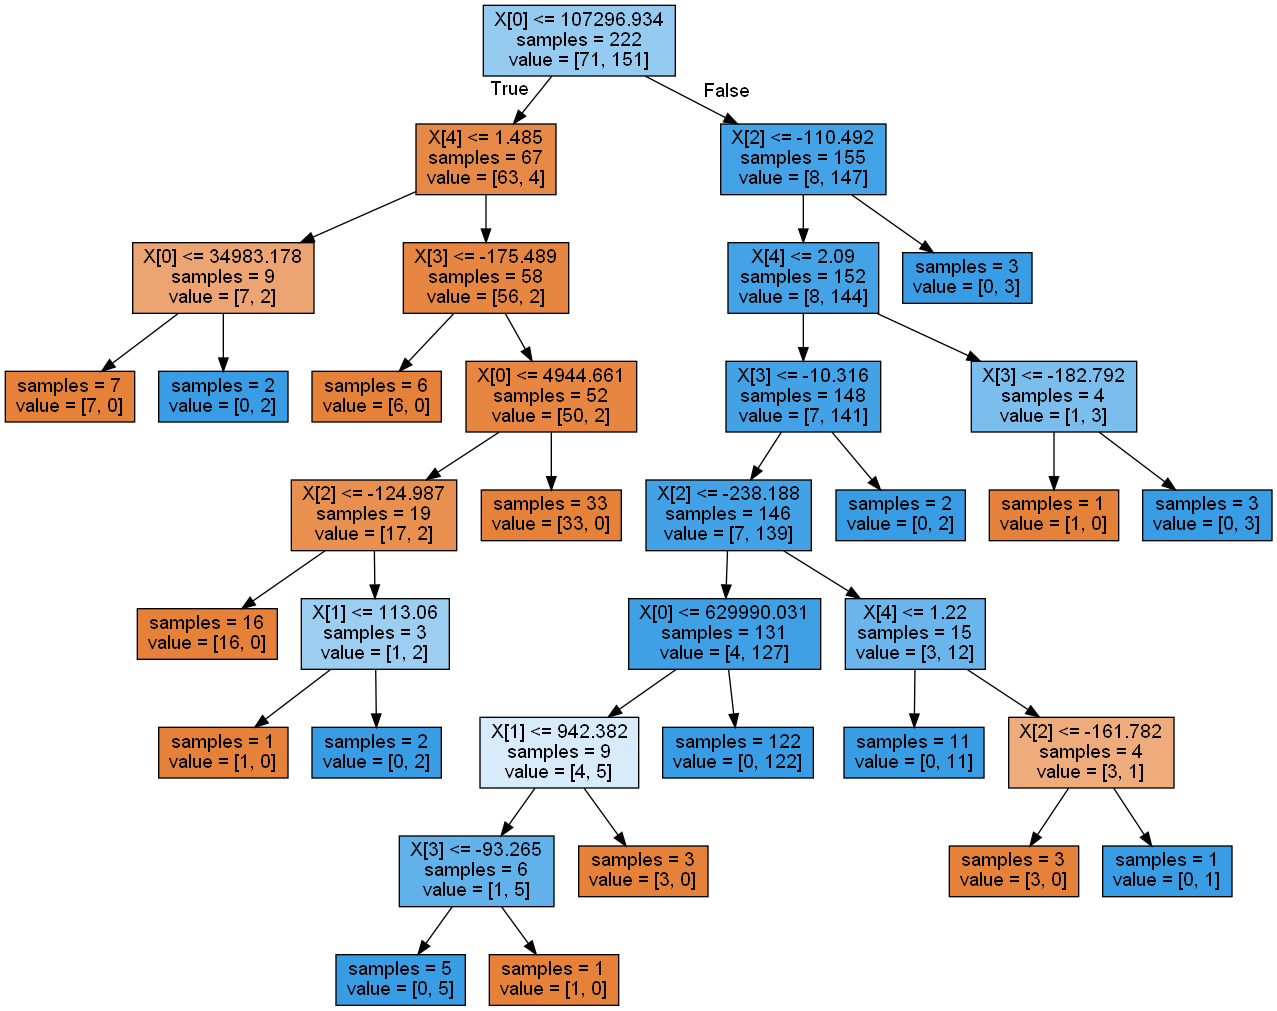 X[0] <= 107296.934
samples = 222
value = [71, 151]
True
False
X[4] <= 1.485
samples = 67
value = [63, 4]
X[2] <= -110.492
samples = 155
value = [8, 147]
X[0] <= 34983.178
samples = 9
value = [7, 2]
X[3] <= -175.489
samples = 58
value = [56, 2]
X[4] <= 2.09
samples = 152
value = [8, 144]
samples = 3
value = [0, 3]
samples = 7
value = [7, 0]
samples = 2
value = [0, 2]
samples = 6
value = [6, 0]
X[0] <= 4944.661
samples = 52
value = [50, 2]
X[3] <= -10.316
samples = 148
value = [7, 141]
X[3] <= -182.792
samples = 4
value = [1, 3]
X[2] <= -124.987
samples = 19
value = [17, 2]
samples = 33
value = [33, 0]
X[2] <= -238.188
samples = 146
value = [7, 139]
samples = 2
value = [0, 2]
samples = 1
value = [1, 0]
samples = 3
value = [0, 3]
samples = 16
value = [16, 0]
X[1] <= 113.06
samples = 3
value = [1, 2]
X[0] <= 629990.031
samples = 131
value = [4, 127]
X[4] <= 1.22
samples = 15
value = [3, 12]
samples = 1
value = [1, 0]
samples = 2
value = [0, 2]
X[1] <= 942.382
samples = 9
value = [4, 5]
samples = 122
value = [0, 122]
samples = 11
value = [0, 11]
X[2] <= -161.782
samples = 4
value = [3, 1]
X[3] <= -93.265
samples = 6
value = [1, 5]
samples = 3
value = [3, 0]
samples = 3
value = [3, 0]
samples = 1
value = [0, 1]
samples = 5
value = [0, 5]
samples = 1
value = [1, 0]